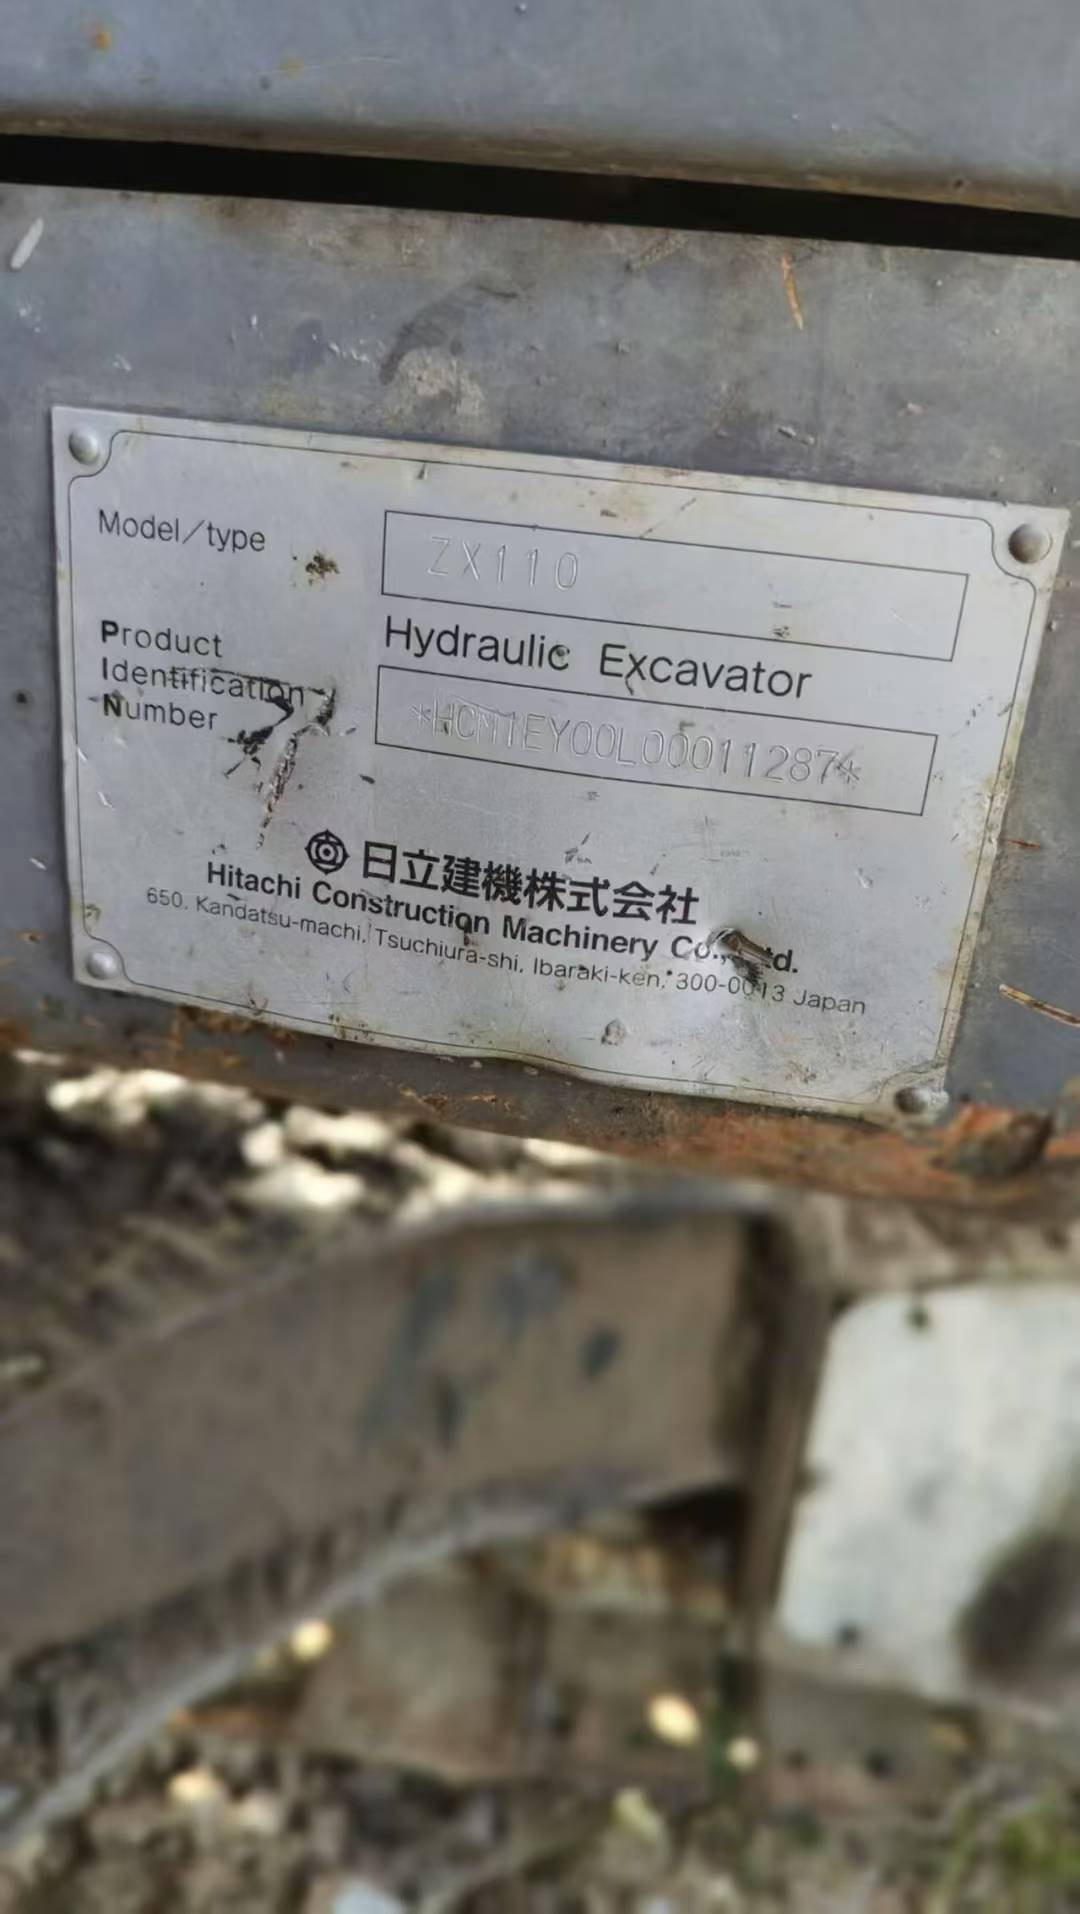 Model/type
ZX110
Hydraulic Excavator
Product
Identification
Number
*HCM1EY00L00011287*
日立建機株式会社
Hitachi Construction Machinery Co., Ltd.
650, Kandatsu-machi, Tsuchiura-shi, Ibaraki-ken, 300-0013 Japan